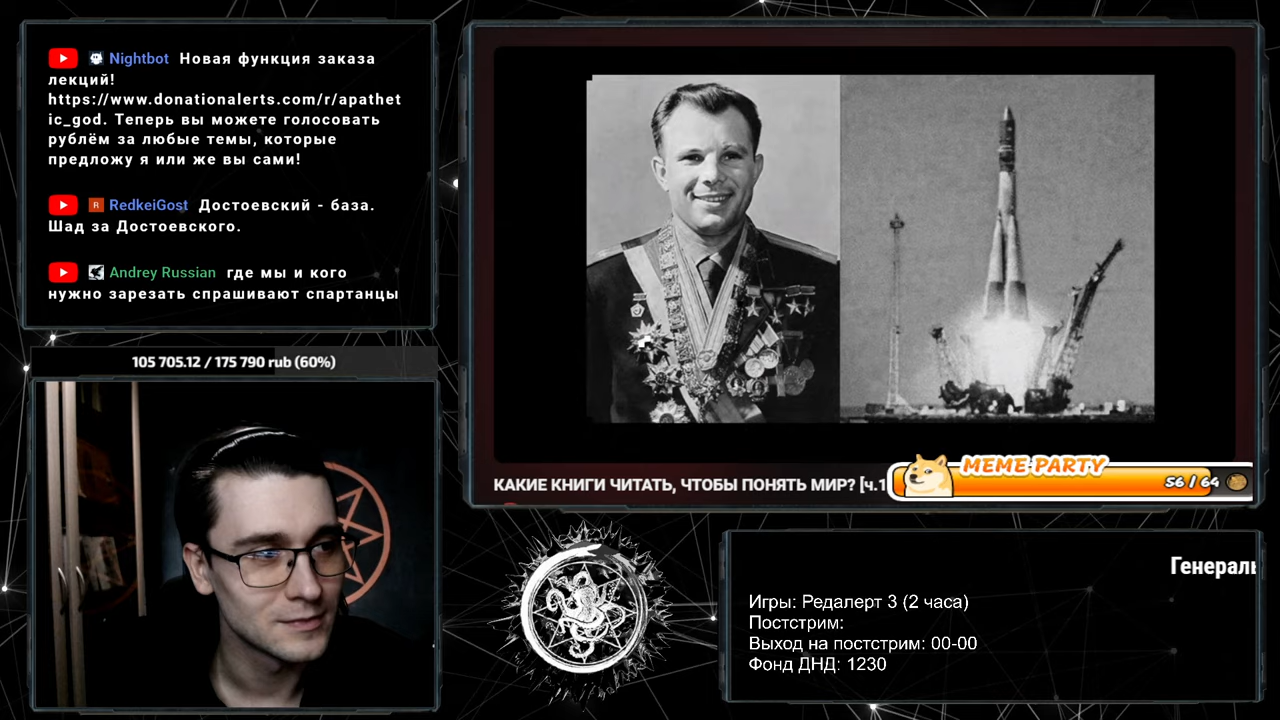 Nightbot Новая функция заказа
лекций!
https://www.donationalerts.com/r/apathet
ic_god. Теперь вы можете голосовать
рублём за любые темы, которые
предложу я или же вы сами!
RedkeiGost Достоевский - база.
Шад за Достоевского.
Andrey Russian где мы и кого
нужно зарезать спрашивают спартанцы
105 705.12 / 175 790 rub (60%)
MEME PARTY
56 / 64
КАКИЕ КНИГИ ЧИТАТЬ, ЧТОБЫ ПОНЯТЬ МИР? [ч.1
Генераль
Игры: Редалерт 3 (2 часа)
Постстрим:
Выход на постстрим: 00-00
Фонд ДНД: 1230